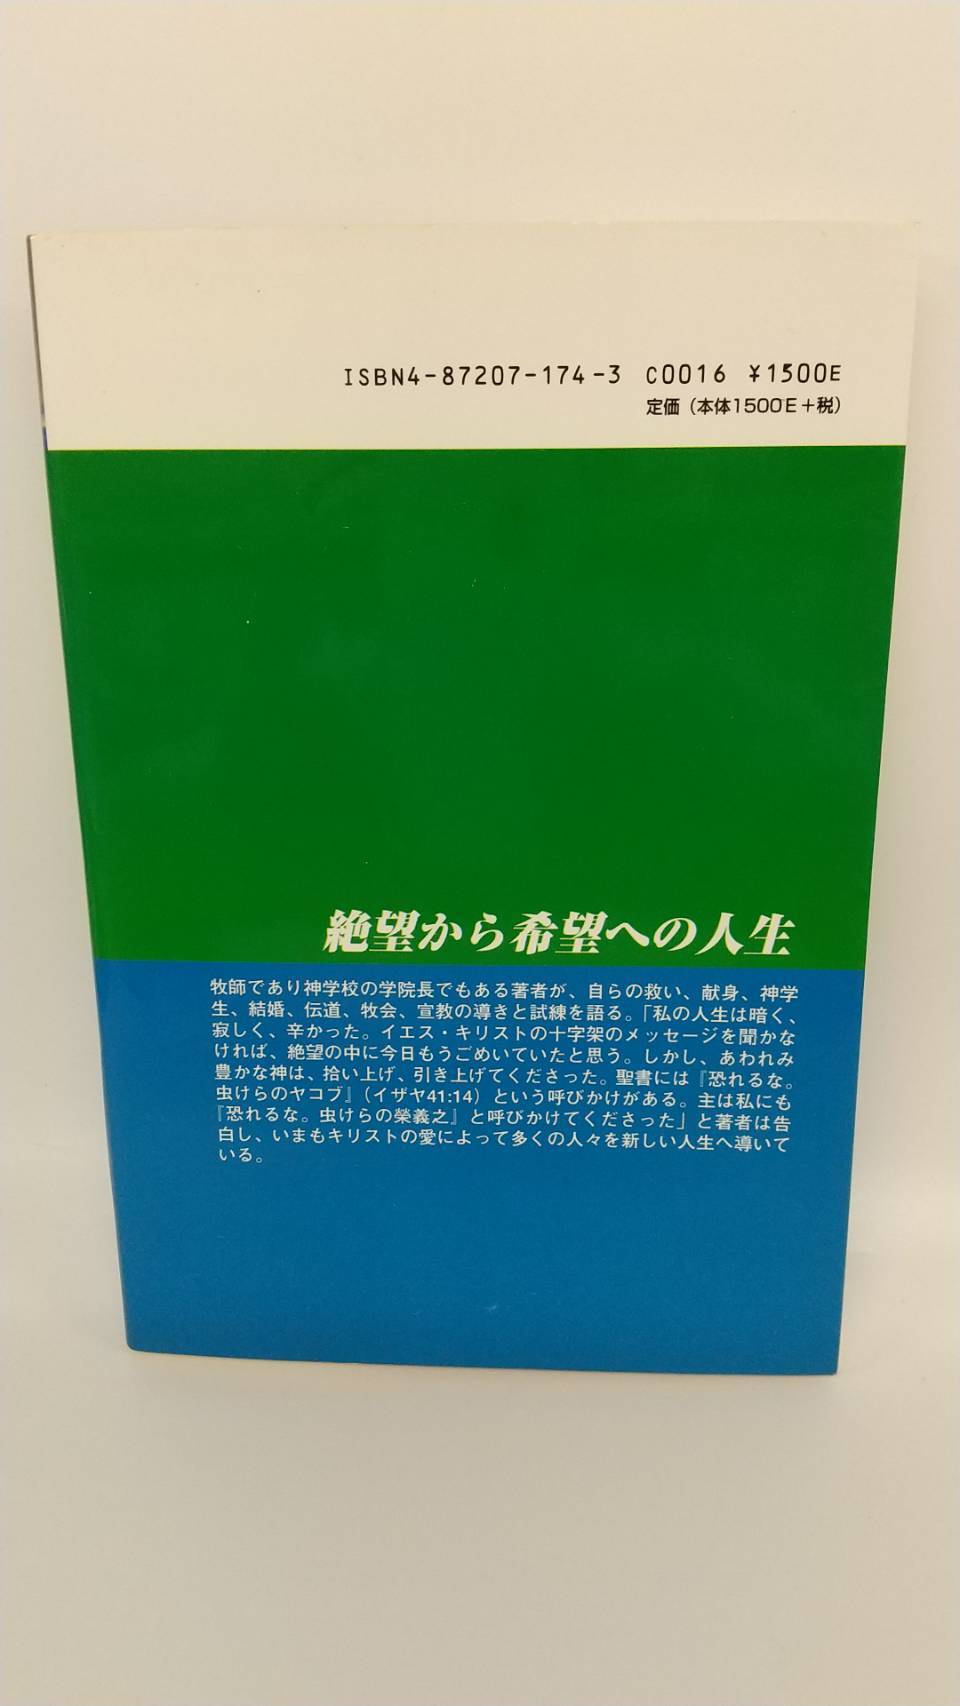 ISBN4-87207-174-3 C0016 ¥1500E
定価（本体1500E＋税）
絶望から希望への人生
牧師であり神学校の学院長でもある著者が、自らの救い、献身、神学
生、結婚、伝道、牧会、宣教の導きと試練を語る。「私の人生は暗く、
寂しく、辛かった。イエス・キリストの十字架のメッセージを聞かな
ければ、絶望の中に今日もうごめいていたと思う。しかし、あわれみ
豊かな神は、拾い上げ、引き上げてくださった。聖書には『恐れるな。
虫けらのヤコブ』（イザヤ41:14）という呼びかけがある。主は私にも
『恐れるな。虫けらの榮義之』と呼びかけてくださった」と著者は告
白し、いまもキリストの愛によって多くの人々を新しい人生へ導いて
いる。